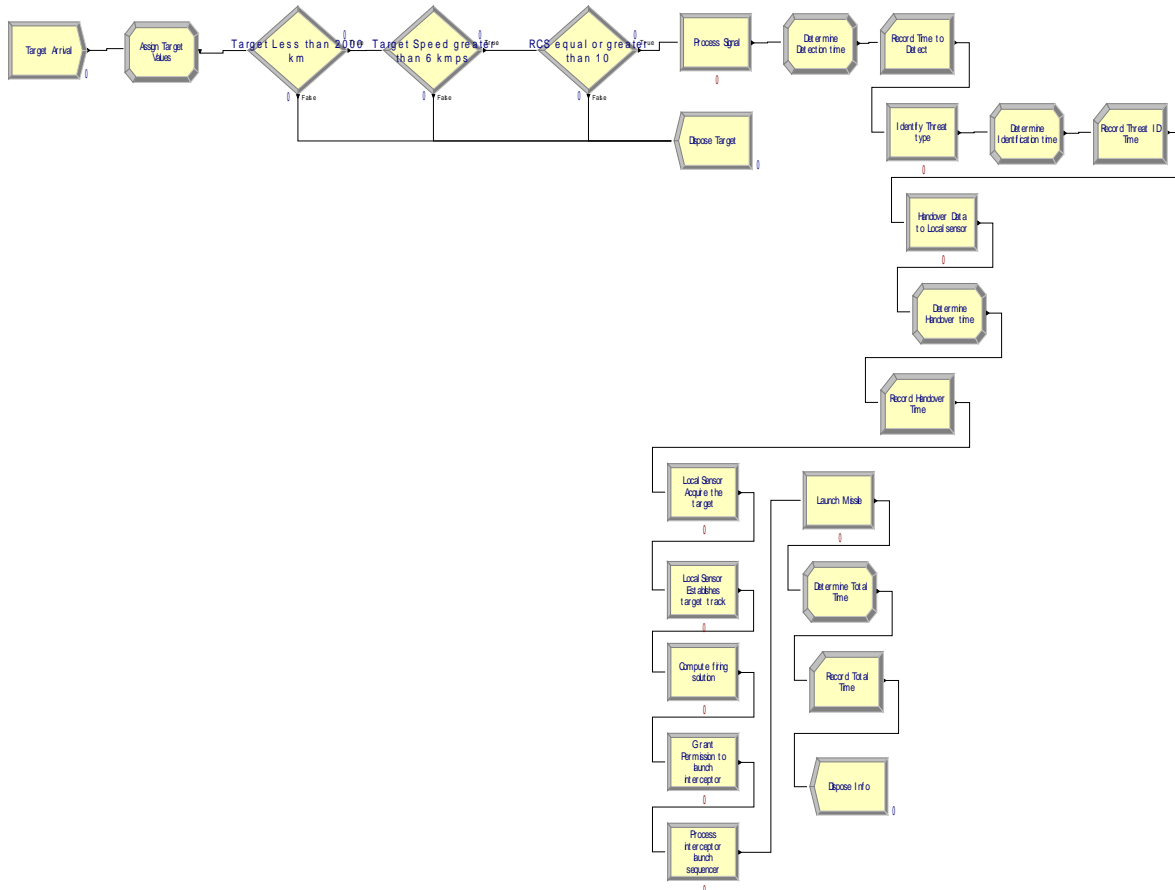 Target Arrival
0
Assign Target
Values
Target Less than 2000
km
0
True
0
False
Target Speed greater
than 6 kmps
0
True
0
False
RCS equal or greater
than 10
0
True
0
False
Process Signal
0
Determine
Detection time
Record Time to
Detect
Dispose Target
0
Identify Threat
type
0
Determine
Identification time
Record Threat ID
Time
Handover Data
to Local sensor
0
Determine
Handover time
Record Handover
Time
Local Sensor
Acquire the
target
0
Local Sensor
Establishes
target track
0
Compute firing
solution
0
Grant
Permission to
launch
interceptor
0
Process
interceptor
launch
sequencer
0
Launch Missile
0
Determine Total
Time
Record Total
Time
Dispose Info
0